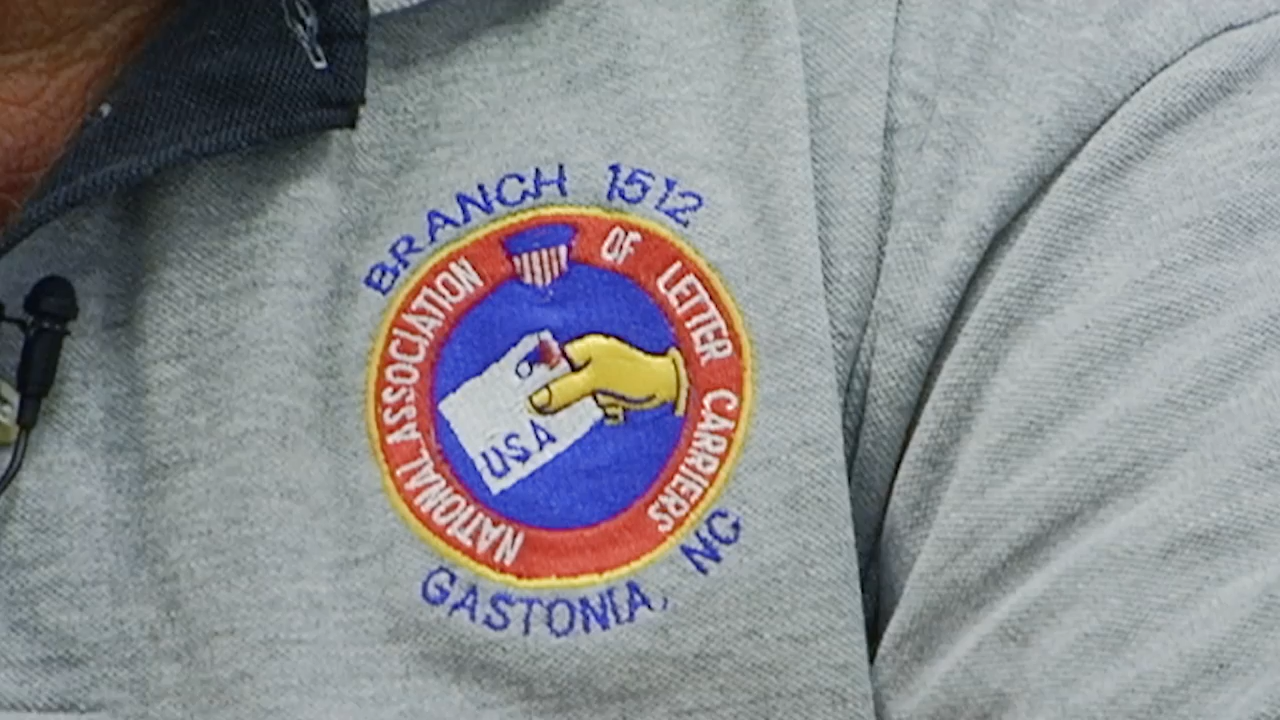 BRANCH 1512
NATIONAL ASSOCIATION OF LETTER CARRIERS
USA
GASTONIA, NC